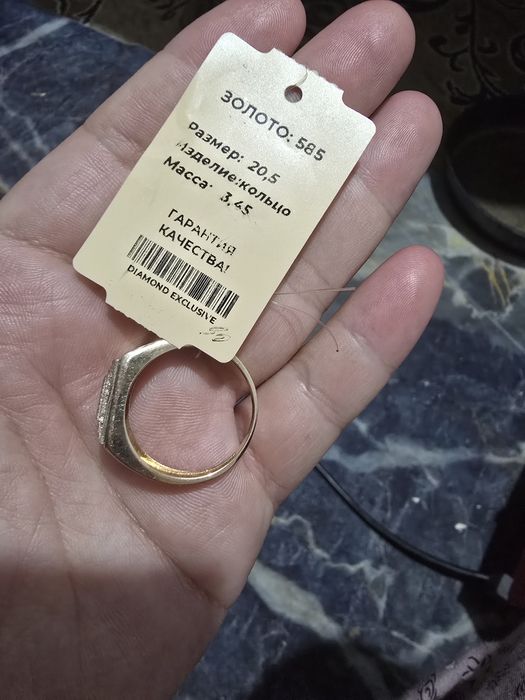 ЗОЛОТО: 585
Размер: 20,5
Изделие:кольцо
Масса: 3,45
ГАРАНТИЯ
КАЧЕСТВА!
DIAMOND EXCLUSIVE